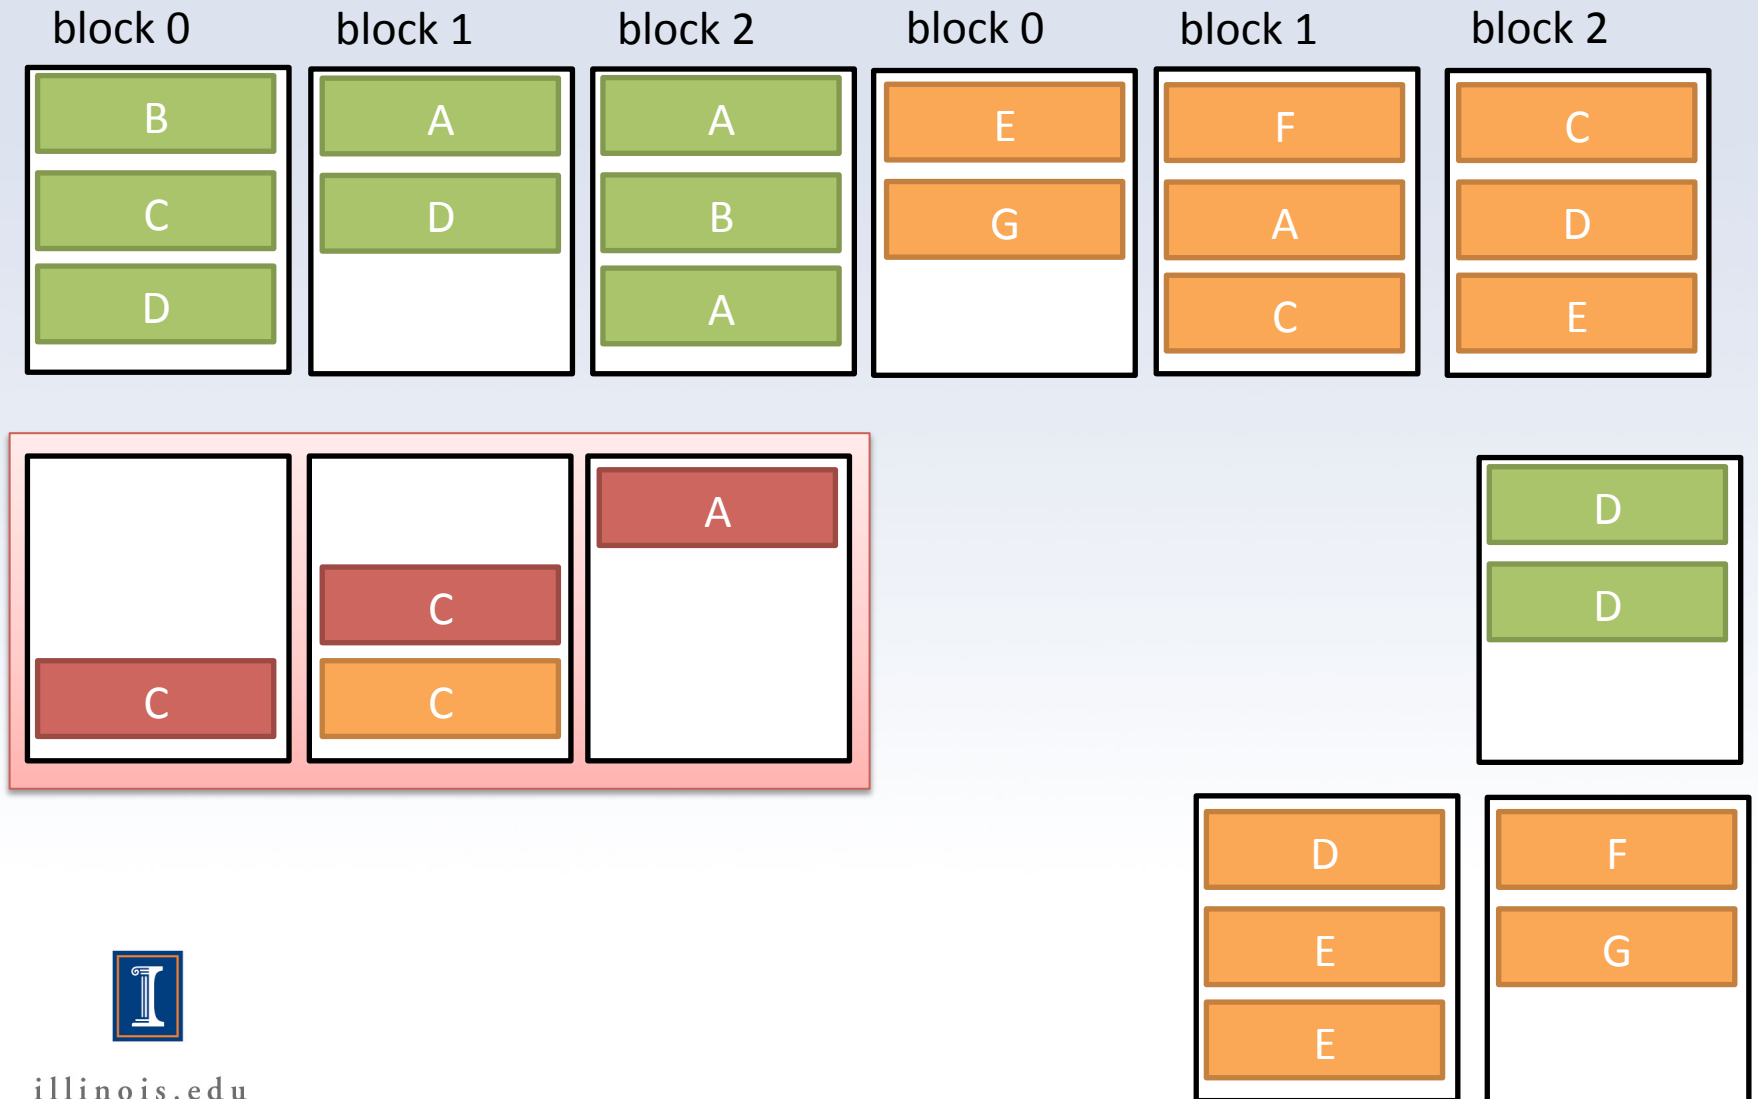 block 0 block 1 block 2 block 0 block 1 block 2
B A A E F C
C D B G A D
D A C E
A D
C D
C C
D F
E G
E
illinois.edu